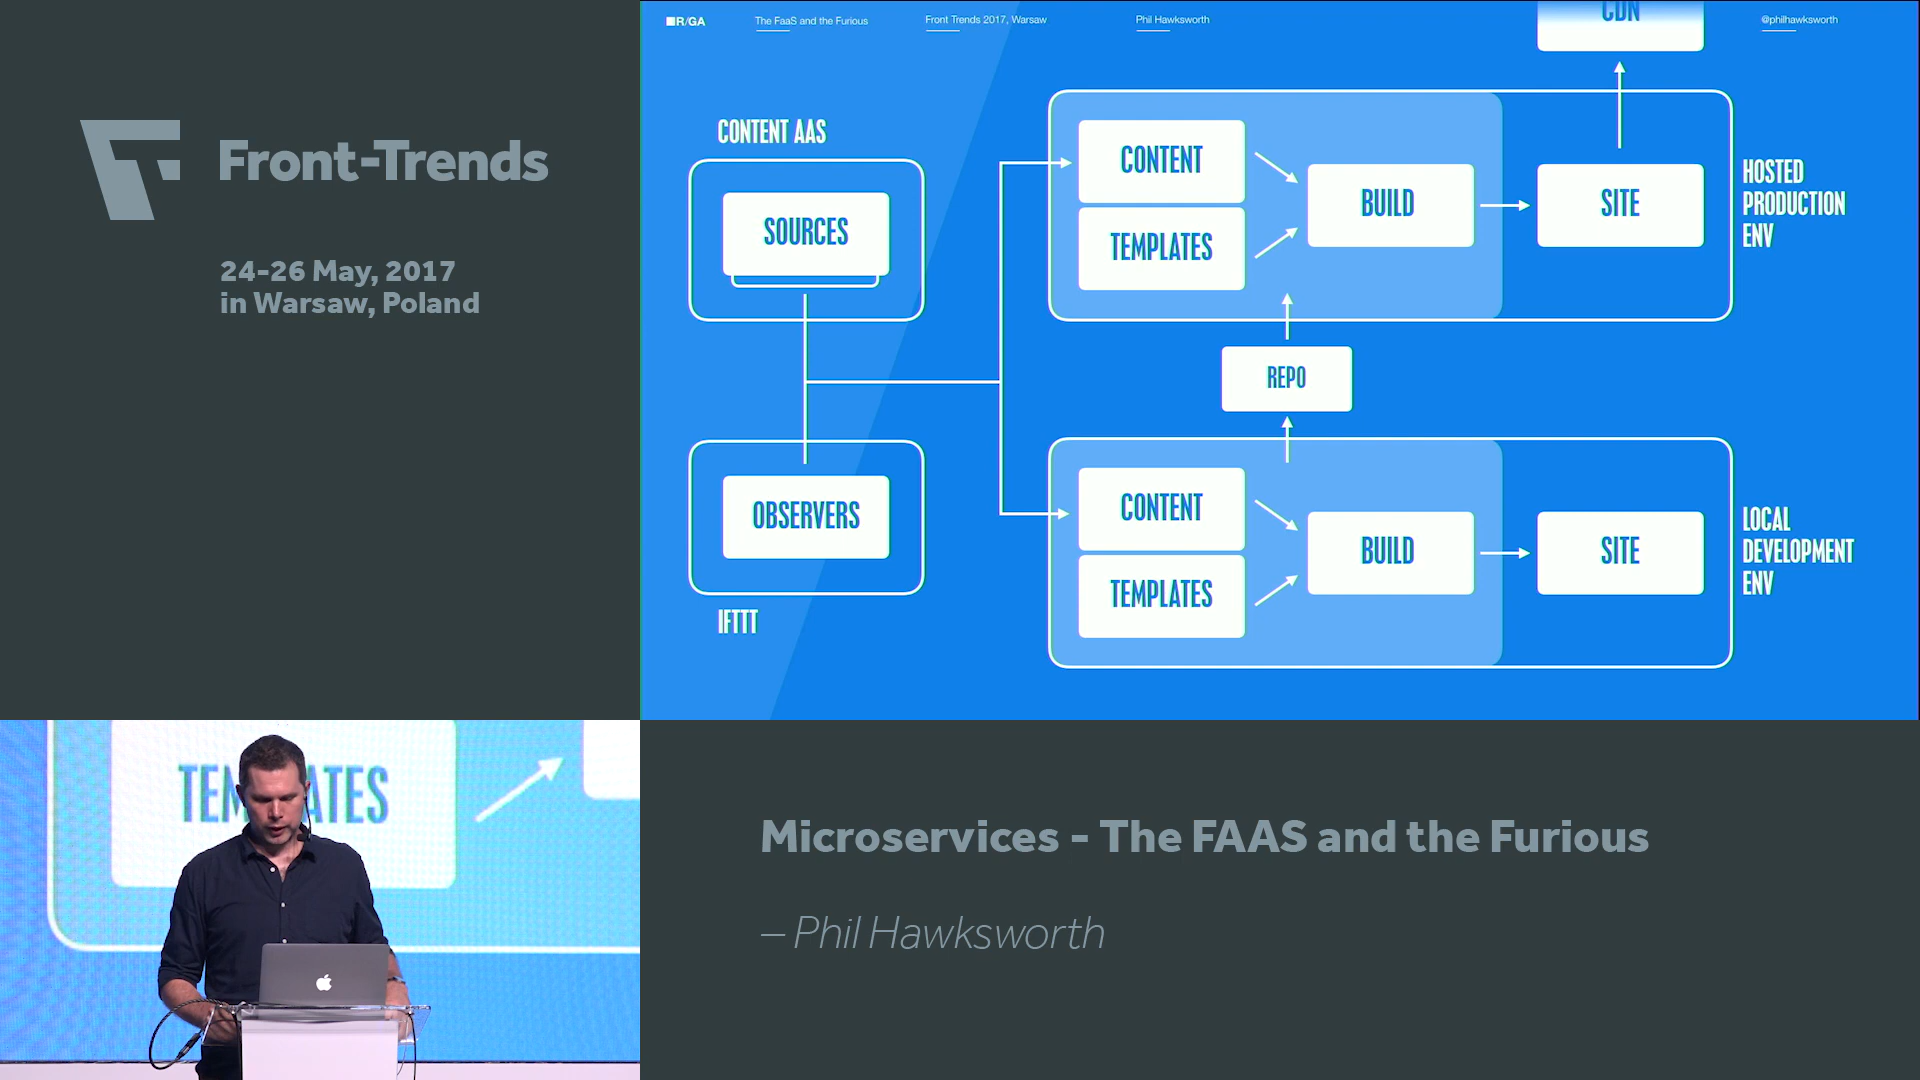 Front-Trends
24-26 May, 2017
in Warsaw, Poland
R/GA
The FaaS and the Furious
Front Trends 2017, Warsaw
Phil Hawksworth
@philhawksworth
CDN
CONTENT AAS
SOURCES
CONTENT
TEMPLATES
BUILD
SITE
HOSTED
PRODUCTION
ENV
REPO
OBSERVERS
IFTTT
CONTENT
TEMPLATES
BUILD
SITE
LOCAL
DEVELOPMENT
ENV
Microservices - The FAAS and the Furious
– Phil Hawksworth